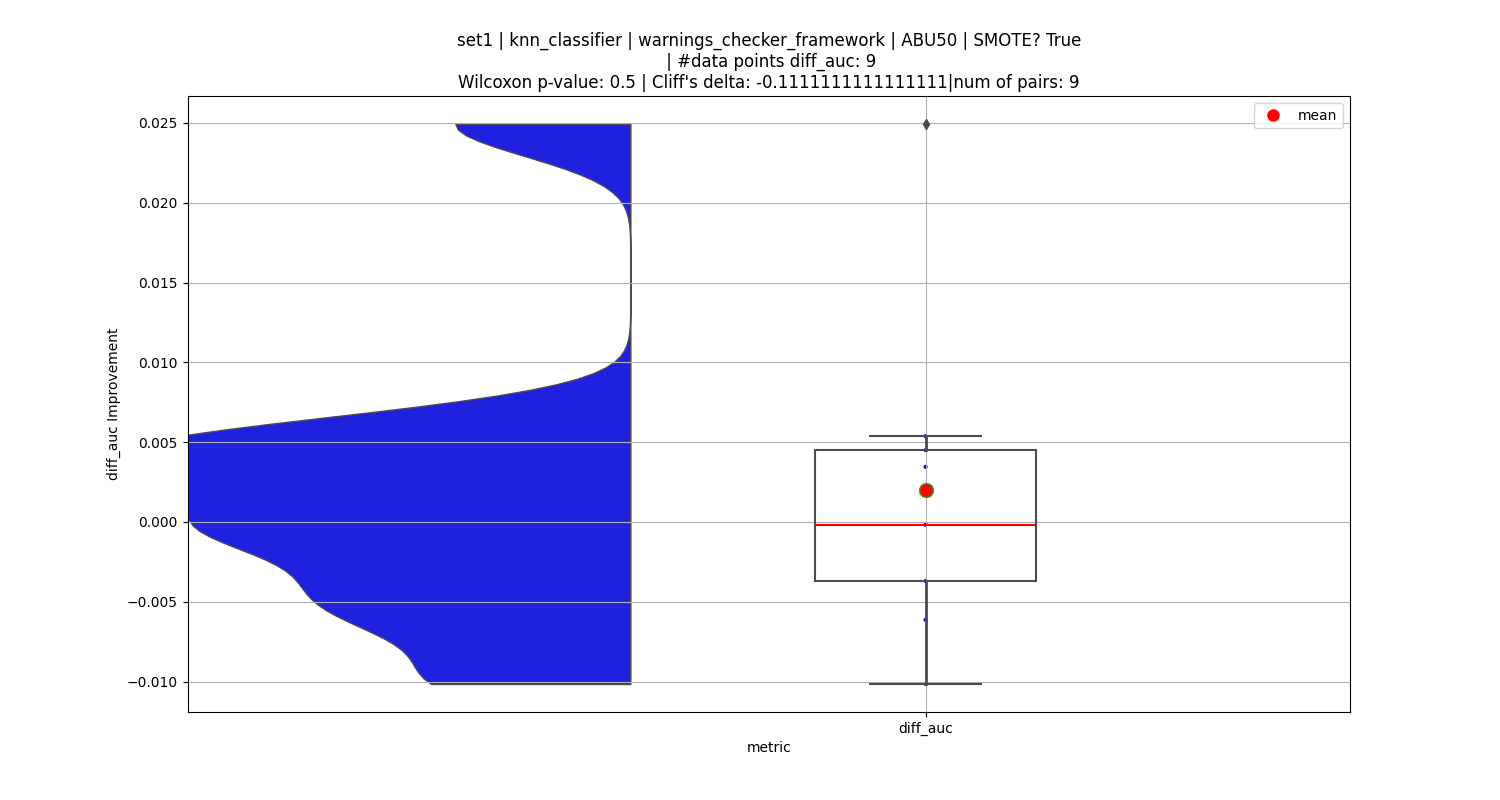 set1 | knn_classifier | warnings_checker_framework | ABU50 | SMOTE? True
| #data points diff_auc: 9
Wilcoxon p-value: 0.5 | Cliff's delta: -0.1111111111111111|num of pairs: 9
mean
0.025
0.020
0.015
0.010
0.005
0.000
−0.005
−0.010
diff_auc Improvement
diff_auc
metric